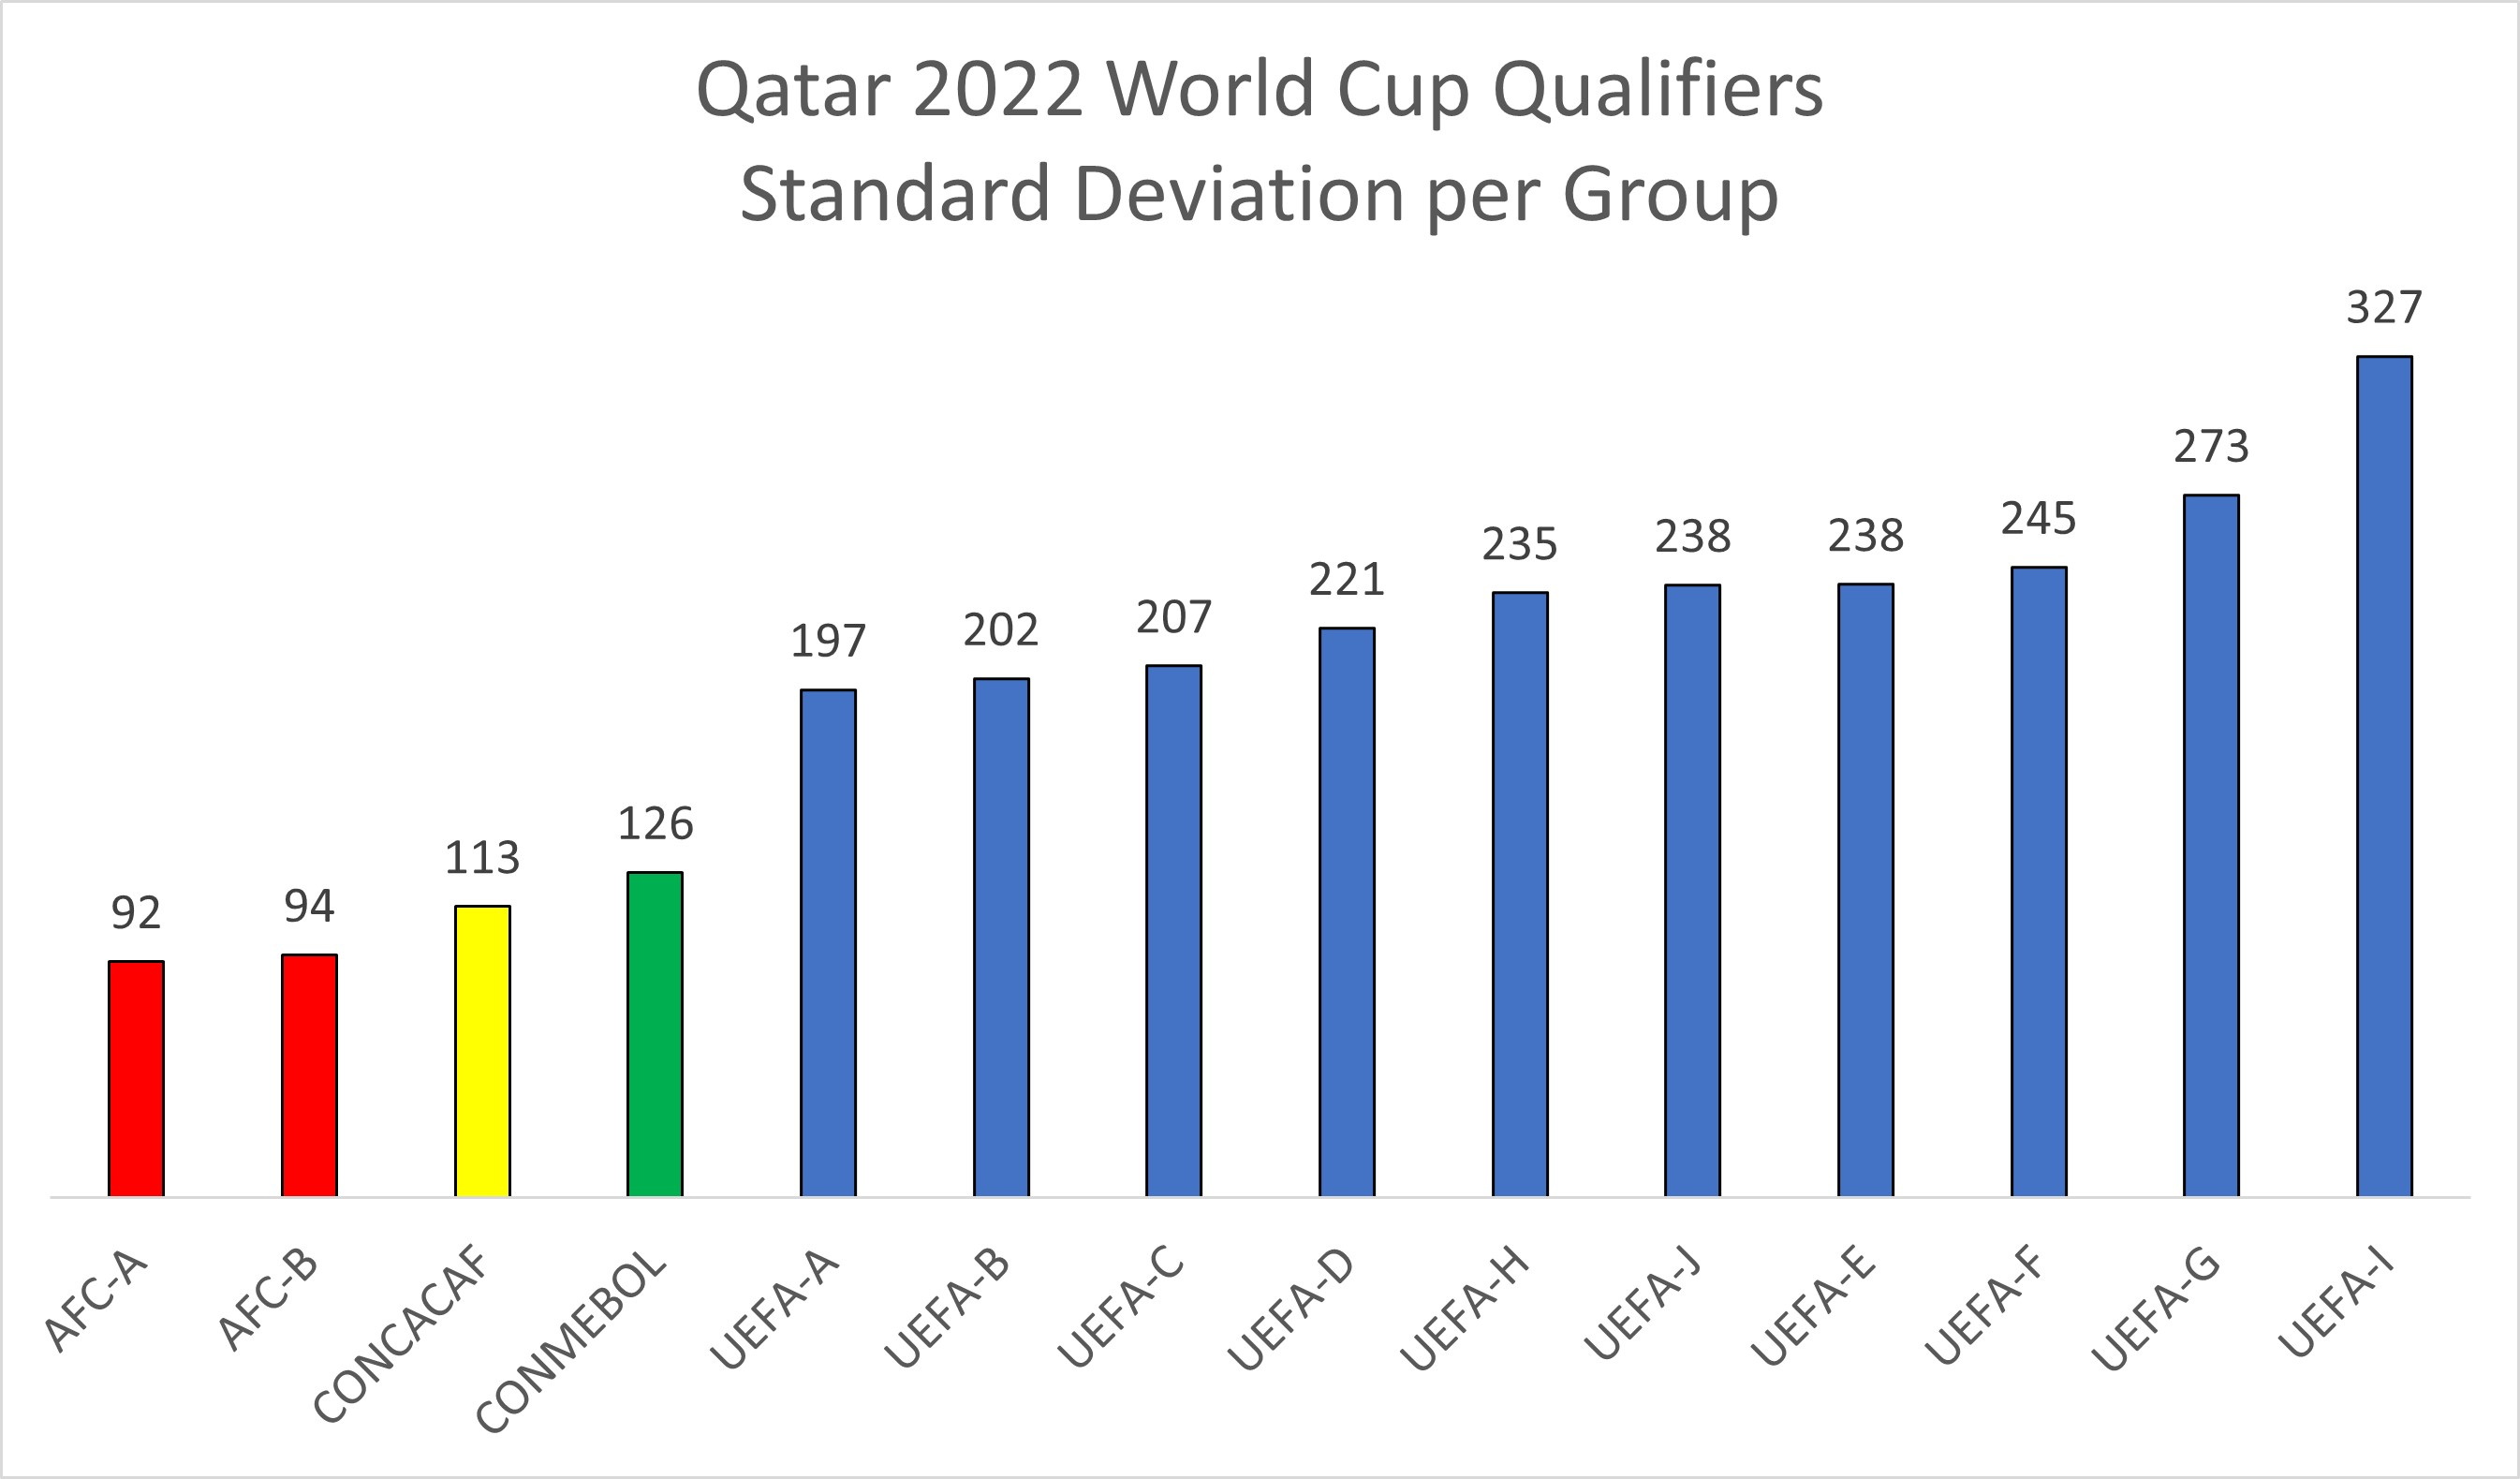 Qatar 2022 World Cup Qualifiers
Standard Deviation per Group
92
94
113
126
197
202
207
221
235
238
238
245
273
327
AFC-A
AFC-B
CONCACAF
CONMEBOL
UEFA-A
UEFA-B
UEFA-C
UEFA-D
UEFA-H
UEFA-J
UEFA-E
UEFA-F
UEFA-G
UEFA-I